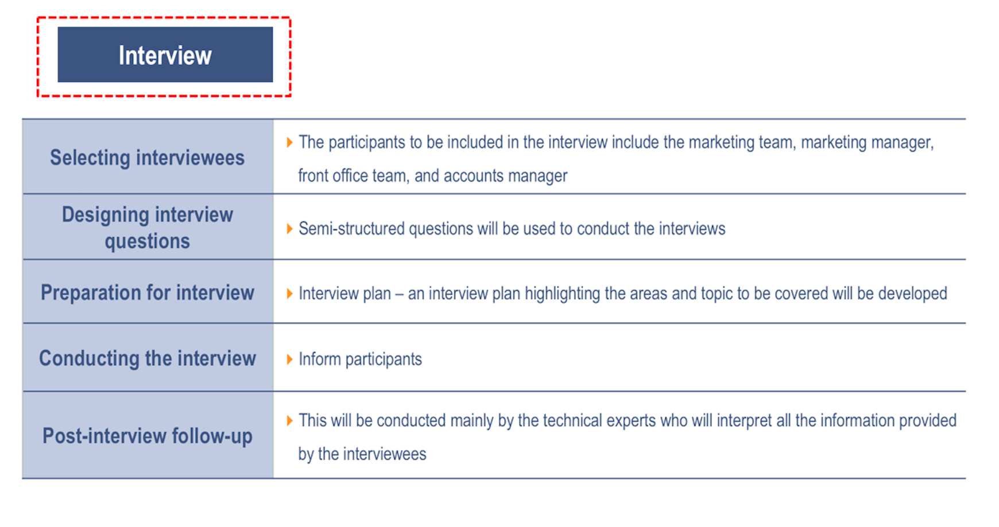 Interview
Selecting interviewees
The participants to be included in the interview include the marketing team, marketing manager,
front office team, and accounts manager
Designing interview
questions
Semi-structured questions will be used to conduct the interviews
Preparation for interview
Interview plan – an interview plan highlighting the areas and topic to be covered will be developed
Conducting the interview
Inform participants
Post-interview follow-up
This will be conducted mainly by the technical experts who will interpret all the information provided
by the interviewees